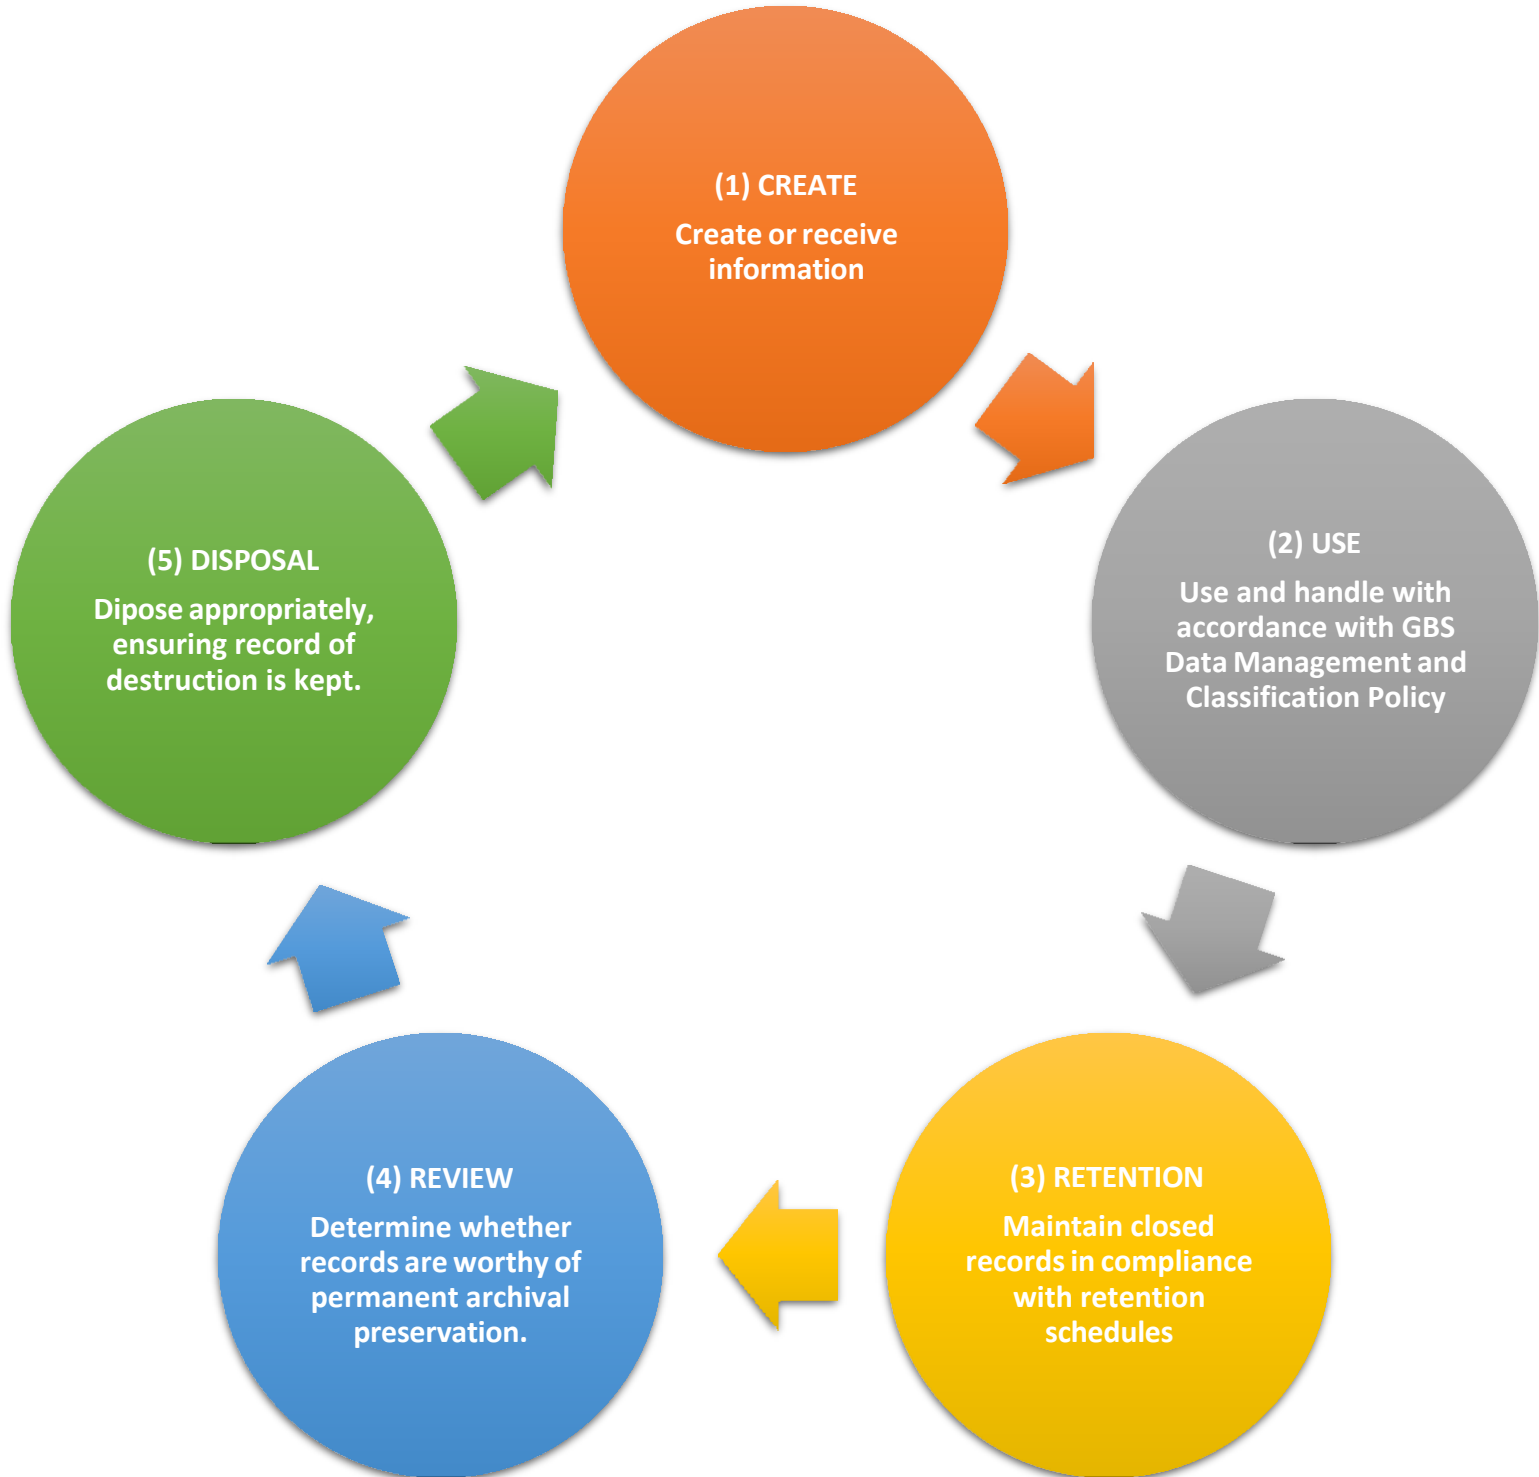 (1) CREATE
Create or receive
information
(2) USE
Use and handle with
accordance with GBS
Data Management and
Classification Policy
(3) RETENTION
Maintain closed
records in compliance
with retention
schedules
(4) REVIEW
Determine whether
records are worthy of
permanent archival
preservation.
(5) DISPOSAL
Dipose appropriately,
ensuring record of
destruction is kept.